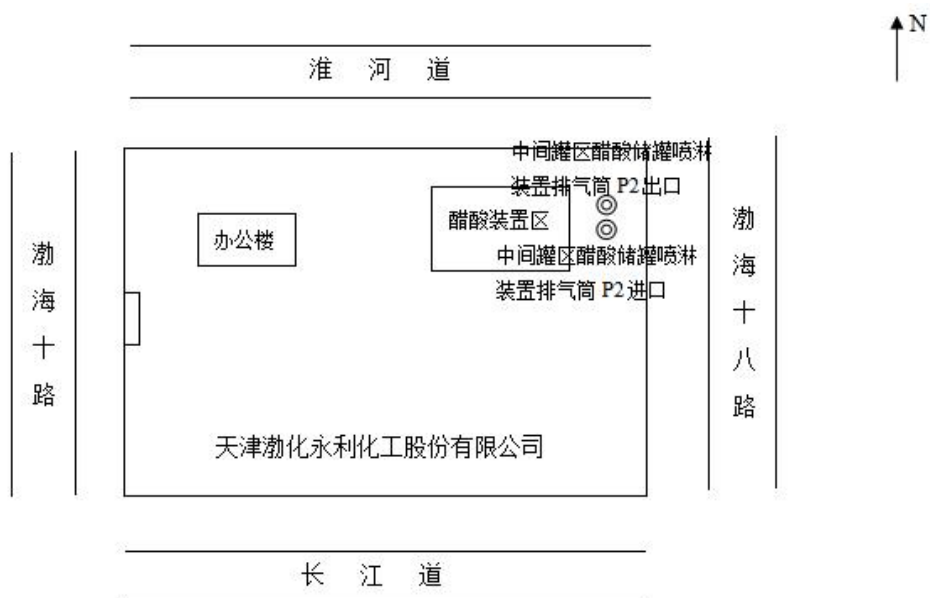 N
淮河道
中间罐区醋酸储罐喷淋
装置排气筒 P2 出口
醋酸装置区
办公楼
中间罐区醋酸储罐喷淋
装置排气筒 P2 进口
渤海十路
渤海十八路
天津渤化永利化工股份有限公司
长江道